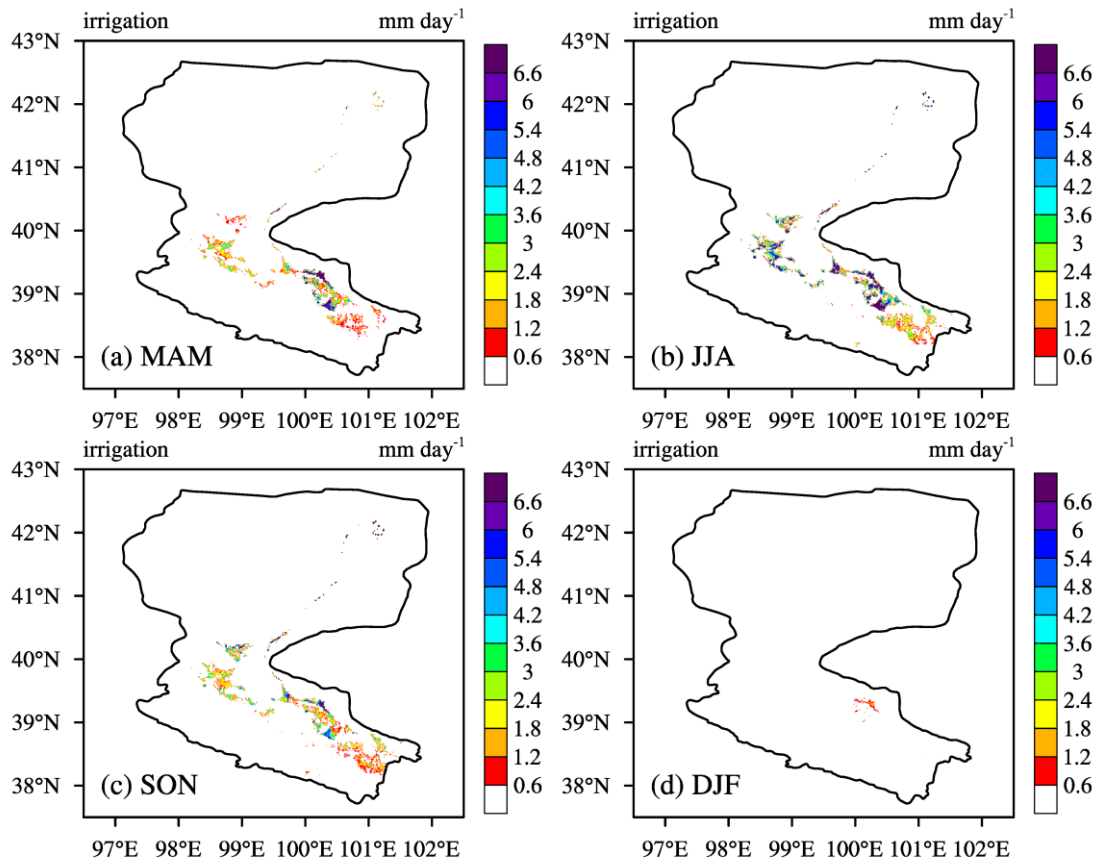 irrigation mm day-1 irrigation mm day-1
43°N 43°N
6.6 6.6
42°N 6 42°N 6
5.4 5.4
41°N 4.8 41°N 4.8
4.2 4.2
40°N 3.6 40°N 3.6
3 3
39°N 2.4 39°N 2.4
1.8 1.8
1.2 1.2
38°N (a) MAM 0.6 38°N (b) JJA 0.6
97°E 98°E 99°E 100°E 101°E 102°E 97°E 98°E 99°E 100°E 101°E 102°E
irrigation mm day-1 irrigation mm day-1
43°N 43°N
6.6 6.6
42°N 6 42°N 6
5.4 5.4
41°N 4.8 41°N 4.8
4.2 4.2
40°N 3.6 40°N 3.6
3 3
39°N 2.4 39°N 2.4
1.8 1.8
1.2 1.2
38°N (c) SON 0.6 38°N (d) DJF 0.6
97°E 98°E 99°E 100°E 101°E 102°E 97°E 98°E 99°E 100°E 101°E 102°E